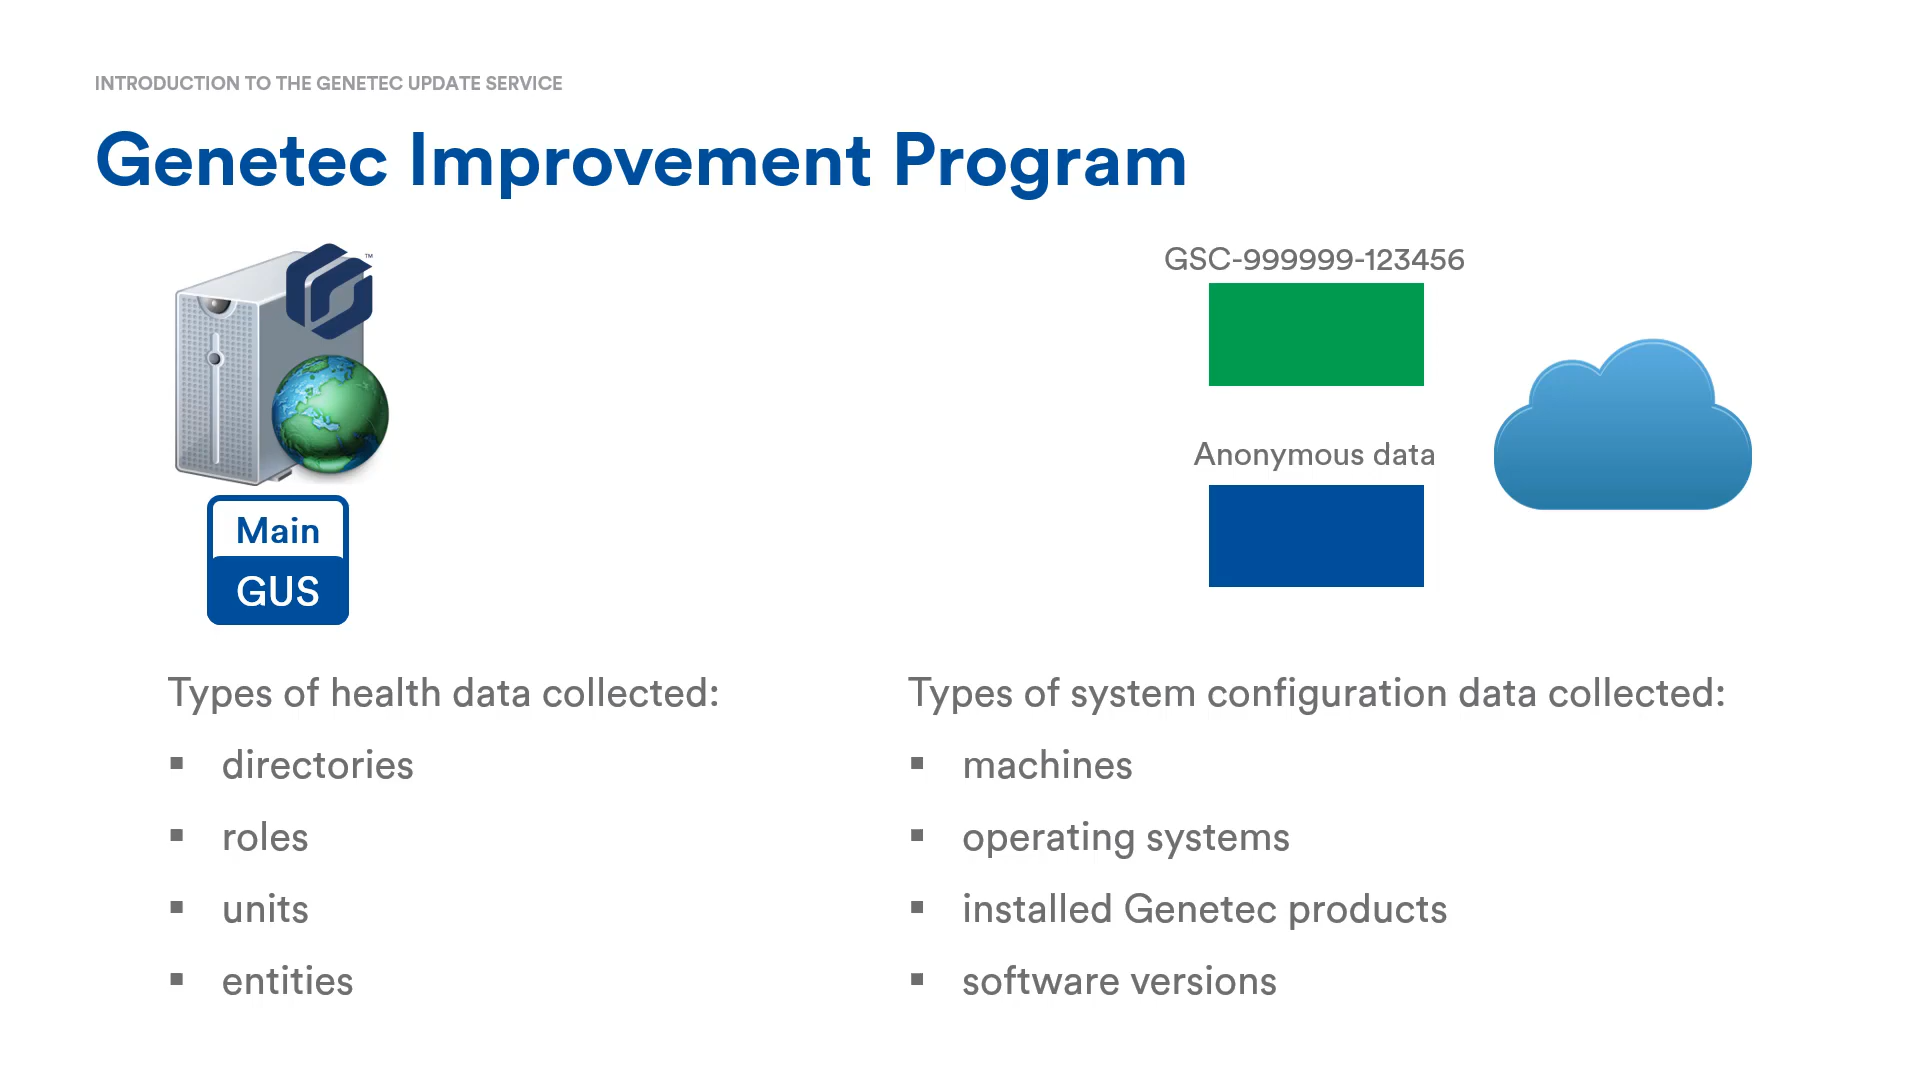 INTRODUCTION TO THE GENETEC UPDATE SERVICE
Genetec Improvement Program
™
GSC-999999-123456
Anonymous data
Main
GUS
Types of health data collected:
▪ directories
▪ roles
▪ units
▪ entities
Types of system configuration data collected:
▪ machines
▪ operating systems
▪ installed Genetec products
▪ software versions